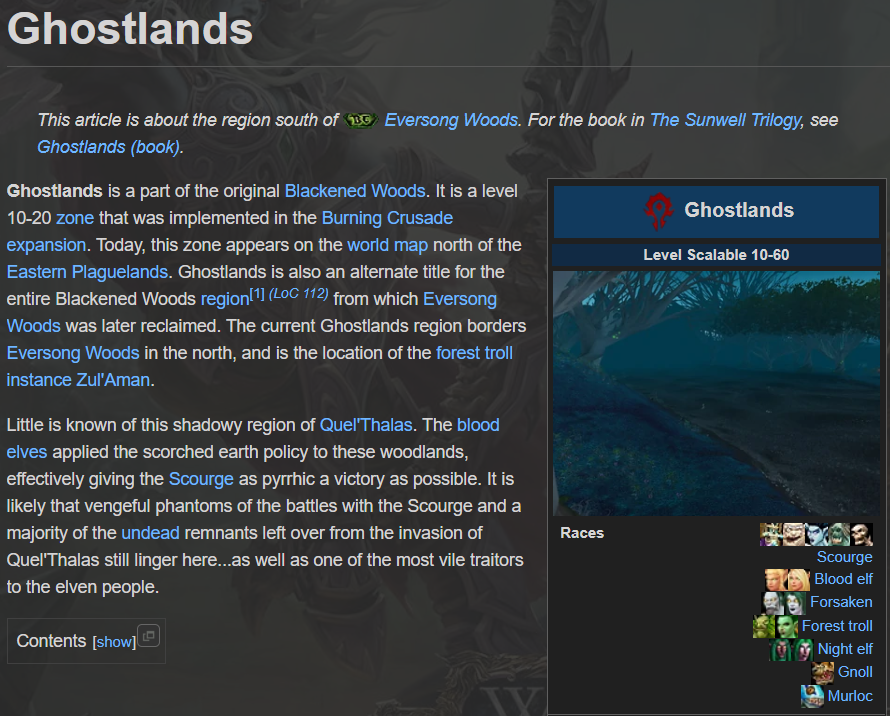 Ghostlands
This article is about the region south of BC Eversong Woods. For the book in The Sunwell Trilogy, see
Ghostlands (book).
Ghostlands is a part of the original Blackened Woods. It is a level
10-20 zone that was implemented in the Burning Crusade
expansion. Today, this zone appears on the world map north of the
Eastern Plaguelands. Ghostlands is also an alternate title for the
entire Blackened Woods region[1] (LoC 112) from which Eversong
Woods was later reclaimed. The current Ghostlands region borders
Eversong Woods in the north, and is the location of the forest troll
instance Zul'Aman.
Little is known of this shadowy region of Quel'Thalas. The blood
elves applied the scorched earth policy to these woodlands,
effectively giving the Scourge as pyrrhic a victory as possible. It is
likely that vengeful phantoms of the battles with the Scourge and a
majority of the undead remnants left over from the invasion of
Quel'Thalas still linger here...as well as one of the most vile traitors
to the elven people.
Contents [show]
Ghostlands
Level Scalable 10-60
Races
Scourge
Blood elf
Forsaken
Forest troll
Night elf
Gnoll
Murloc
W